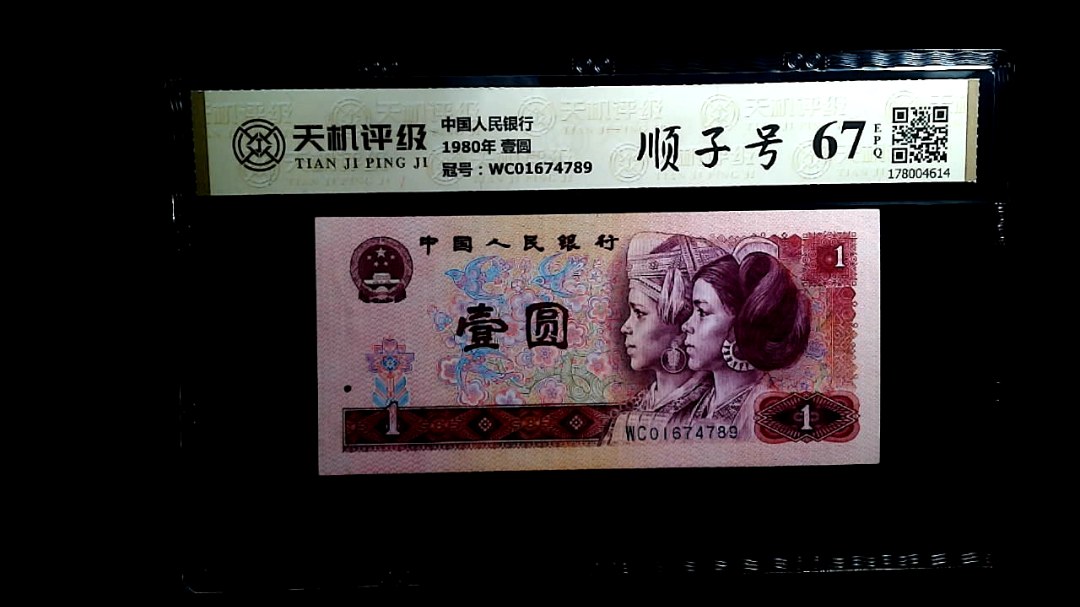 天机评级
TIAN JI PING JI
中国人民银行
1980年 壹圆
冠号：WC01674789
顺子号
67
EPQ
178004614
中国人民银行
1
壹圆
1
WC01674789
1